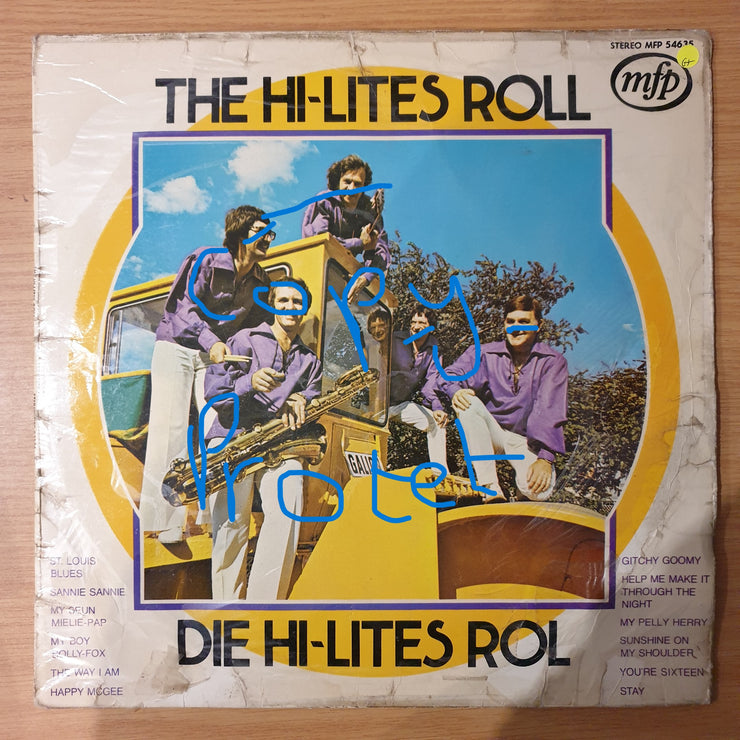 STEREO MFP 54635
mfp
G+
THE HI-LITES ROLL
Copy
Protet
GALION
ST. LOUIS
BLUES
SANNIE SANNIE
MY SEUN
MIELIE-PAP
MY BOY
LOLLY-FOX
THE WAY I AM
HAPPY McGEE
GITCHY GOOMY
HELP ME MAKE IT
THROUGH THE
NIGHT
MY PELLY HERRY
SUNSHINE ON
MY SHOULDER
YOU'RE SIXTEEN
STAY
DIE HI-LITES ROL